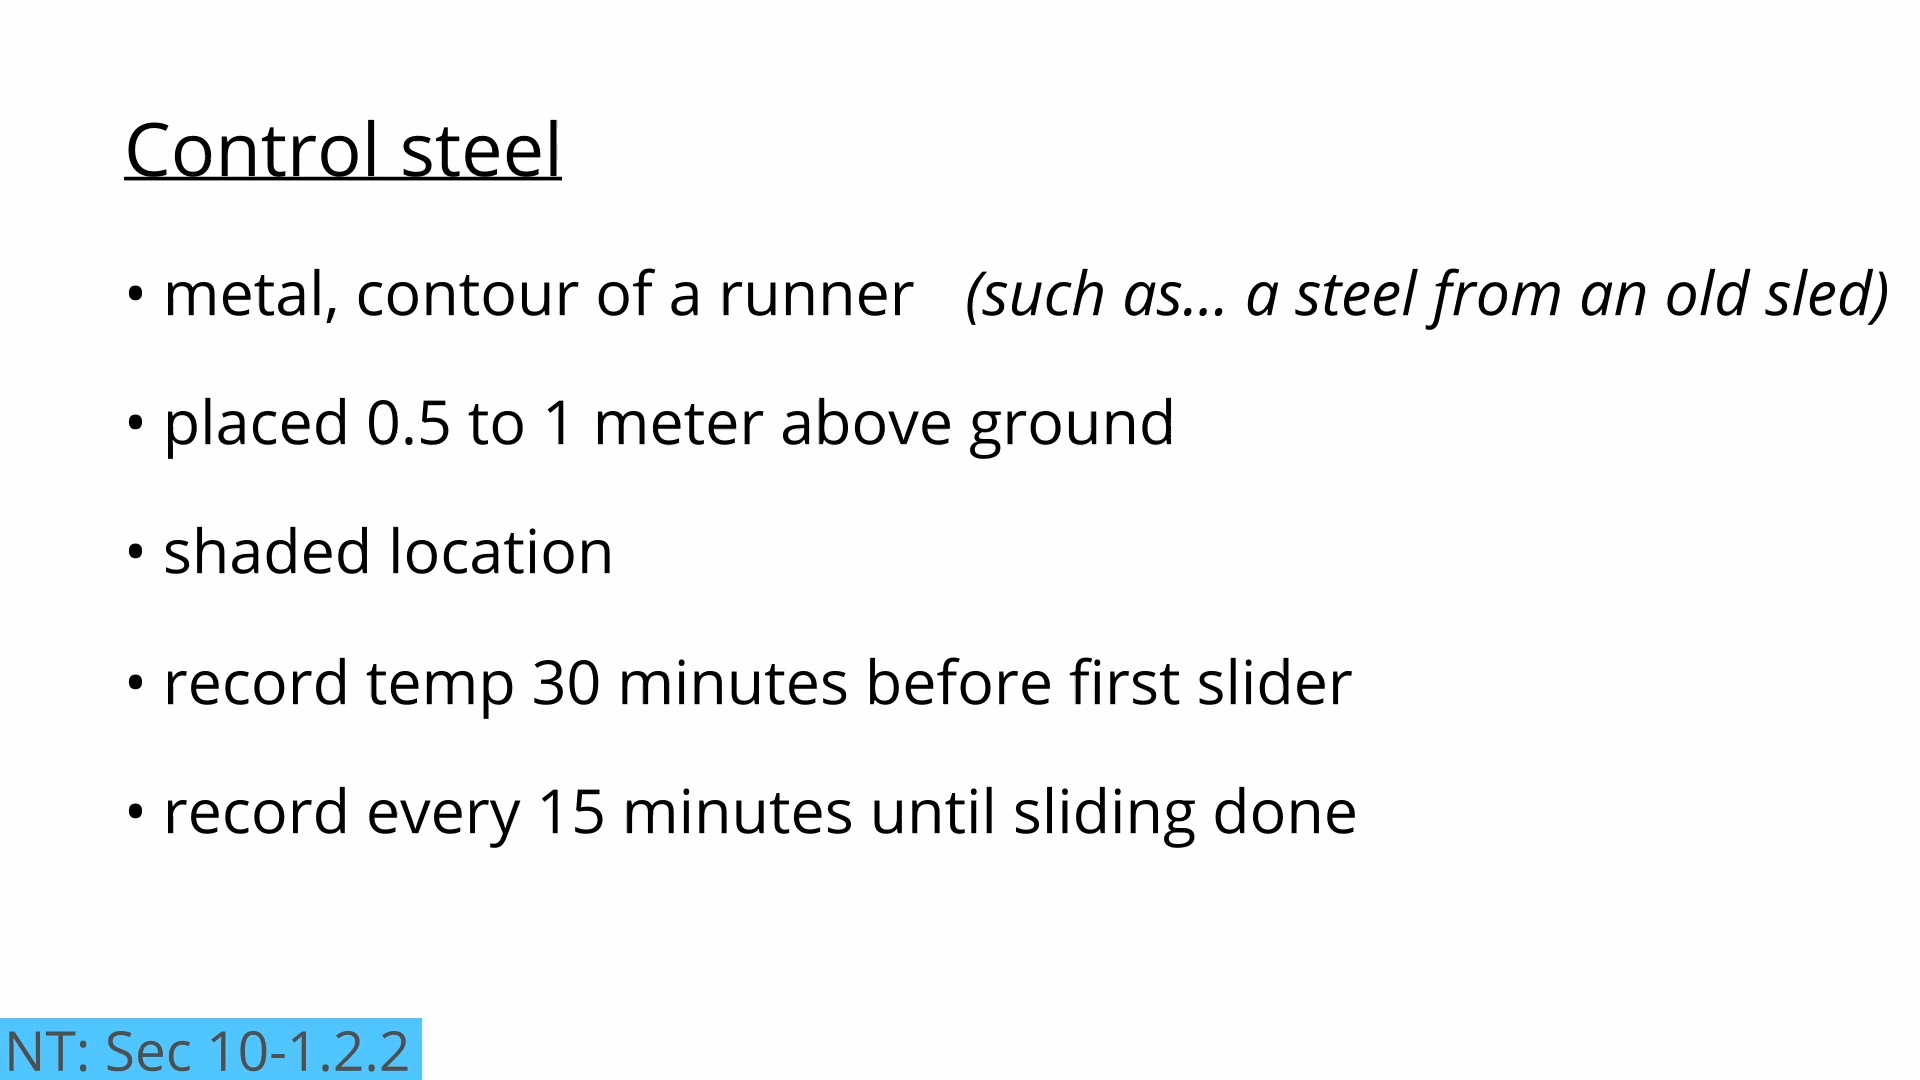 Control steel
• metal, contour of a runner (such as... a steel from an old sled)
• placed 0.5 to 1 meter above ground
• shaded location
• record temp 30 minutes before first slider
• record every 15 minutes until sliding done
NT: Sec 10-1.2.2